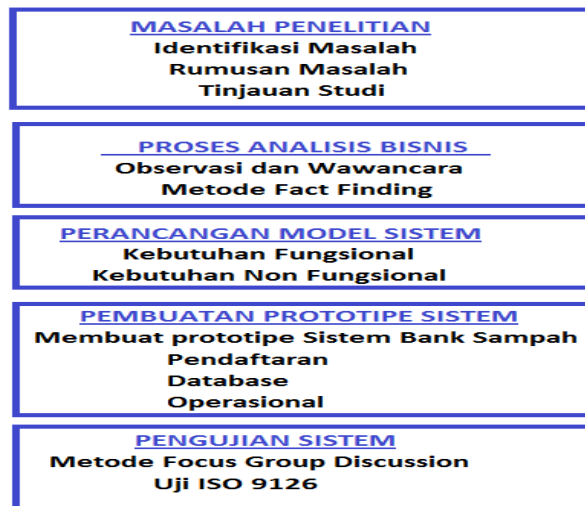 MASALAH PENELITIAN
Identifikasi Masalah
Rumusan Masalah
Tinjauan Studi
PROSES ANALISIS BISNIS
Observasi dan Wawancara
Metode Fact Finding
PERANCANGAN MODEL SISTEM
Kebutuhan Fungsional
Kebutuhan Non Fungsional
PEMBUATAN PROTOTIPE SISTEM
Membuat prototipe Sistem Bank Sampah
Pendaftaran
Database
Operasional
PENGUJIAN SISTEM
Metode Focus Group Discussion
Uji ISO 9126